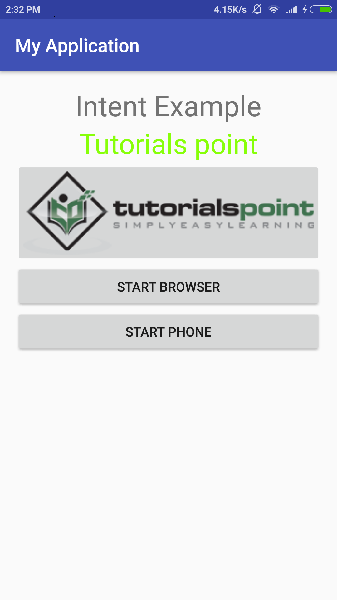 2:32 PM 4.15K/s
My Application
Intent Example
Tutorials point
tutorialspoint
SIMPLYEASYLEARNING
START BROWSER
START PHONE